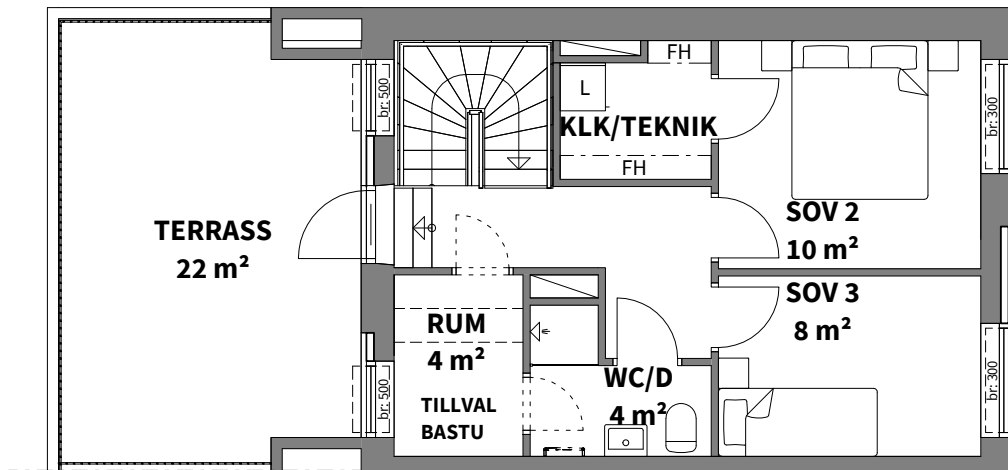 FH
br: 500
L
KLK/TEKNIK
br: 300
FH
TERRASS
22 m²
SOV 2
10 m²
SOV 3
8 m²
RUM
4 m²
WC/D
4 m²
br: 500
TILLVAL
BASTU
br: 300